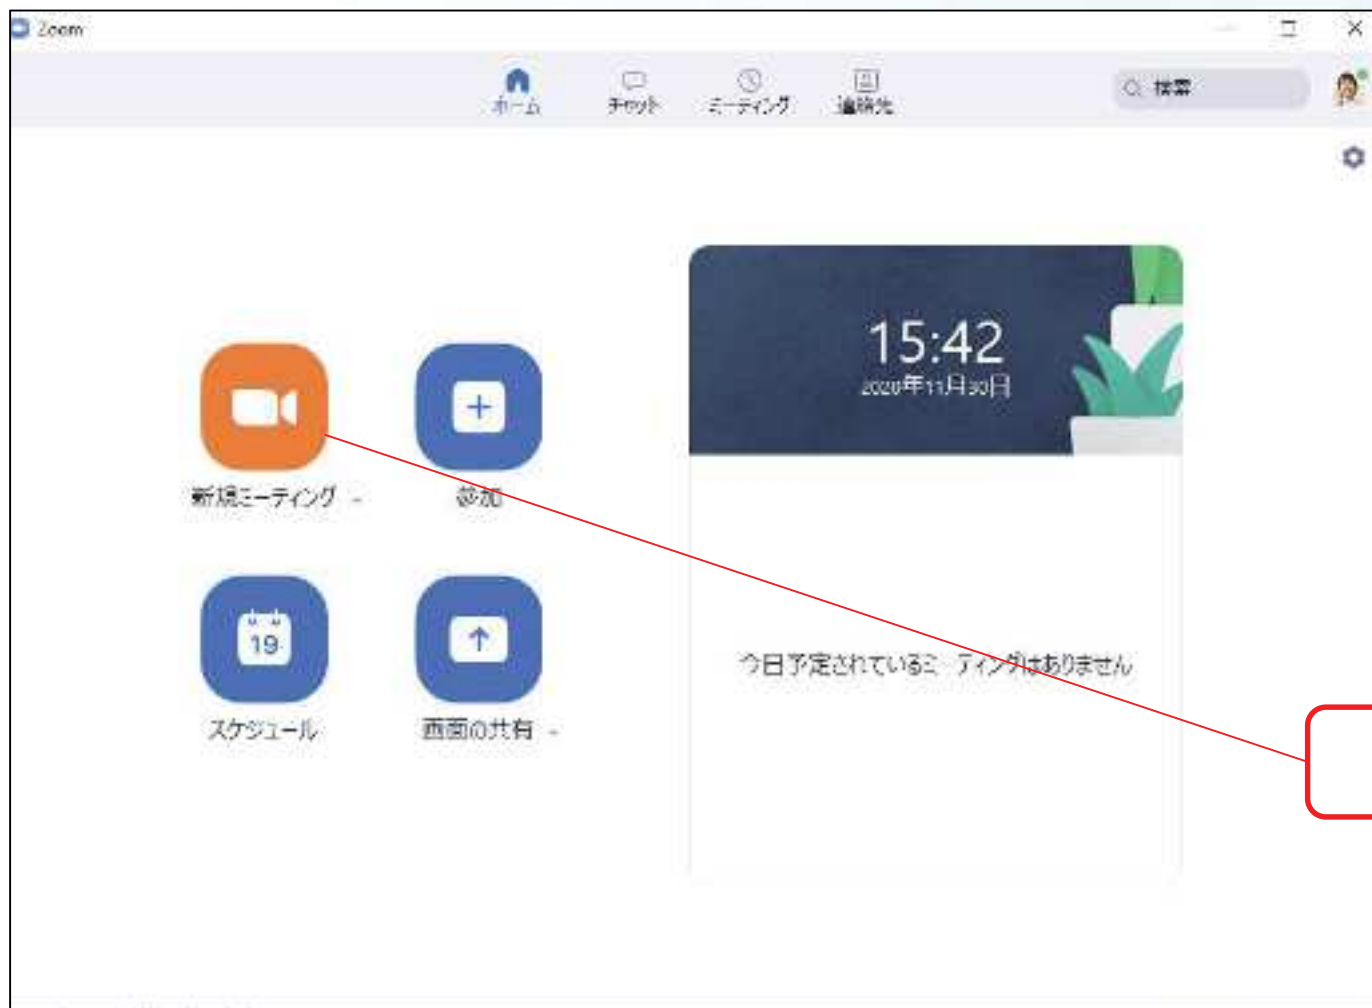 Zoom
ホーム
チャット
ミーティング
連絡先
検索
15:42
2020年11月30日
新規ミーティング
参加
19
スケジュール
画面の共有
今日予定されているミーティングはありません